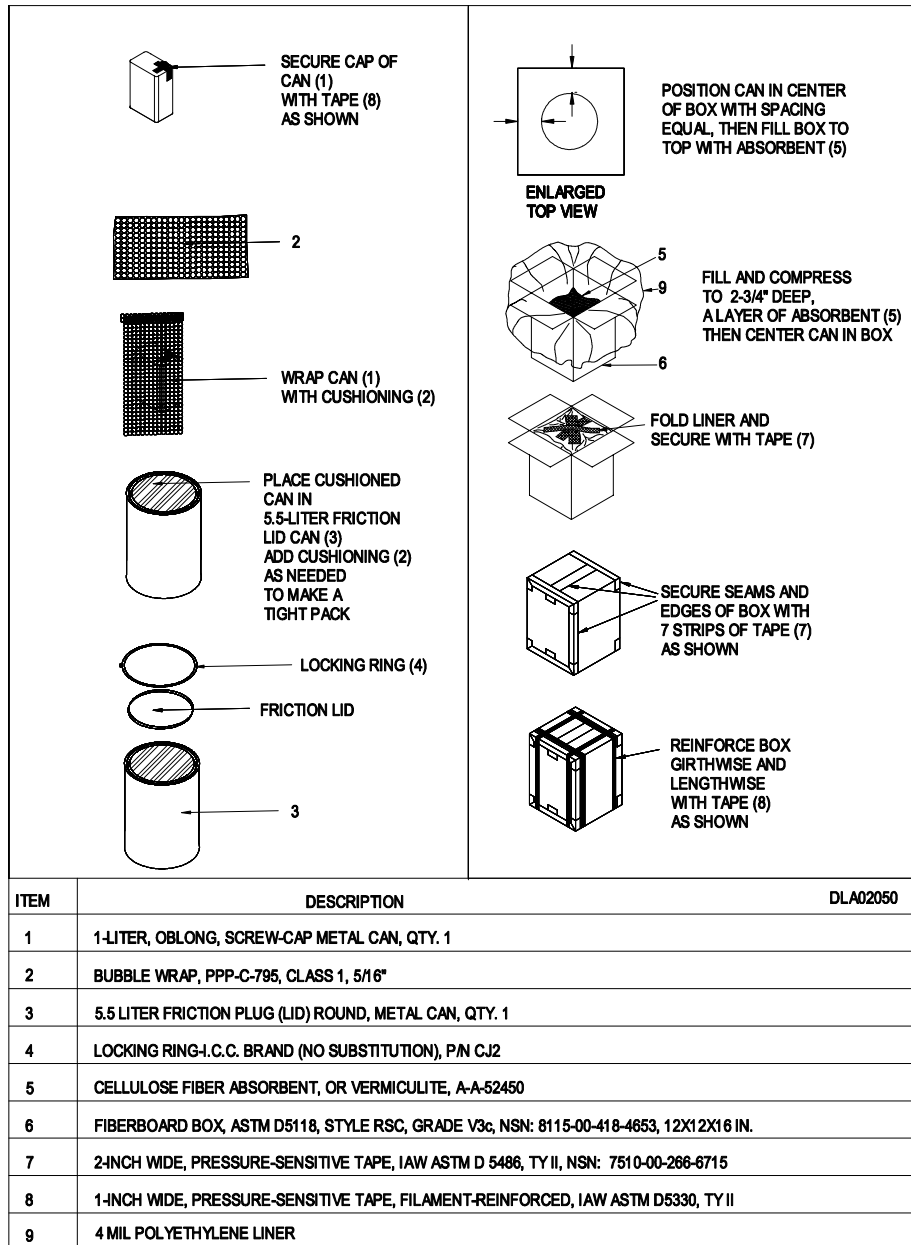 SECURE CAP OF
CAN (1)
WITH TAPE (8)
AS SHOWN
2
WRAP CAN (1)
WITH CUSHIONING (2)
PLACE CUSHIONED
CAN IN
5.5-LITER FRICTION
LID CAN (3)
ADD CUSHIONING (2)
AS NEEDED
TO MAKE A
TIGHT PACK
LOCKING RING (4)
FRICTION LID
3
POSITION CAN IN CENTER
OF BOX WITH SPACING
EQUAL, THEN FILL BOX TO
TOP WITH ABSORBENT (5)
ENLARGED
TOP VIEW
5
9
6
FILL AND COMPRESS
TO 2-3/4" DEEP,
A LAYER OF ABSORBENT (5)
THEN CENTER CAN IN BOX
FOLD LINER AND
SECURE WITH TAPE (7)
SECURE SEAMS AND
EDGES OF BOX WITH
7 STRIPS OF TAPE (7)
AS SHOWN
REINFORCE BOX
GIRTHWISE AND
LENGTHWISE
WITH TAPE (8)
AS SHOWN
ITEM DESCRIPTION DLA02050
1 1-LITER, OBLONG, SCREW-CAP METAL CAN, QTY. 1
2 BUBBLE WRAP, PPP-C-795, CLASS 1, 5/16"
3 5.5 LITER FRICTION PLUG (LID) ROUND, METAL CAN, QTY. 1
4 LOCKING RING-I.C.C. BRAND (NO SUBSTITUTION), P/N CJ2
5 CELLULOSE FIBER ABSORBENT, OR VERMICULITE, A-A-52450
6 FIBERBOARD BOX, ASTM D5118, STYLE RSC, GRADE V3c, NSN: 8115-00-418-4653, 12X12X16 IN.
7 2-INCH WIDE, PRESSURE-SENSITIVE TAPE, IAW ASTM D 5486, TY II, NSN: 7510-00-266-6715
8 1-INCH WIDE, PRESSURE-SENSITIVE TAPE, FILAMENT-REINFORCED, IAW ASTM D5330, TY II
9 4 MIL POLYETHYLENE LINER